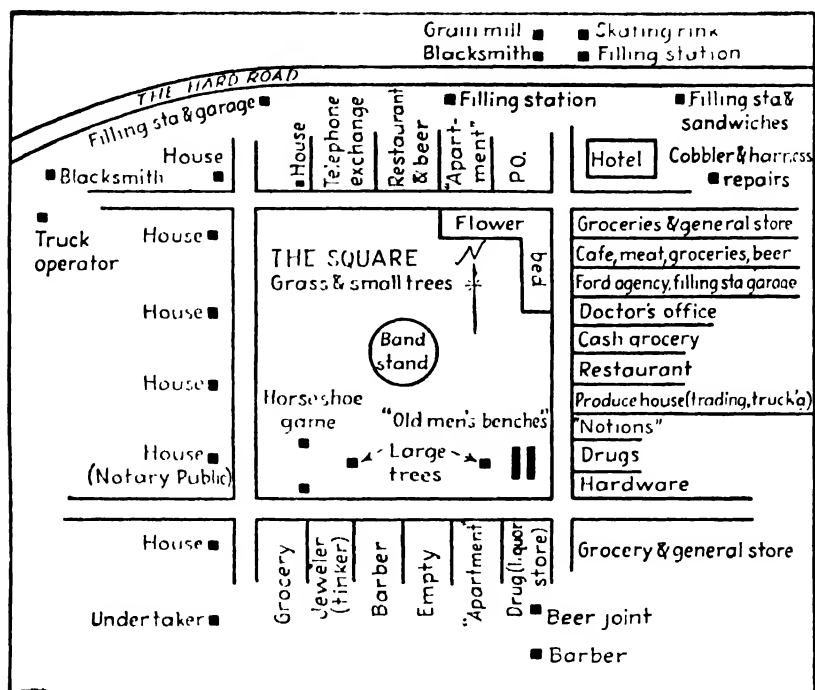 Grain mill
Skating rink
Blacksmith
Filling station
THE HARD ROAD
Filling sta & garage
Filling station
Filling sta &
sandwiches
House
Blacksmith
House
Telephone
exchange
Restaurant
& beer
"Apart-
ment"
P.O.
Hotel
Cobbler & harness
repairs
Truck
operator
House
House
House
House
(Notary Public)
THE SQUARE
Grass & small trees
Flower
bed
N
Band
stand
Horseshoe
game
"Old men's benches"
Large
trees
Groceries & general store
Cafe, meat, groceries, beer
Ford agency, filling sta garage
Doctor's office
Cash grocery
Restaurant
Produce house (trading, truck'g)
"Notions"
Drugs
Hardware
House
Undertaker
Grocery
Jeweler
(tinker)
Barber
Empty
"Apartment"
Drug (liquor
store)
Grocery & general store
Beer joint
Barber